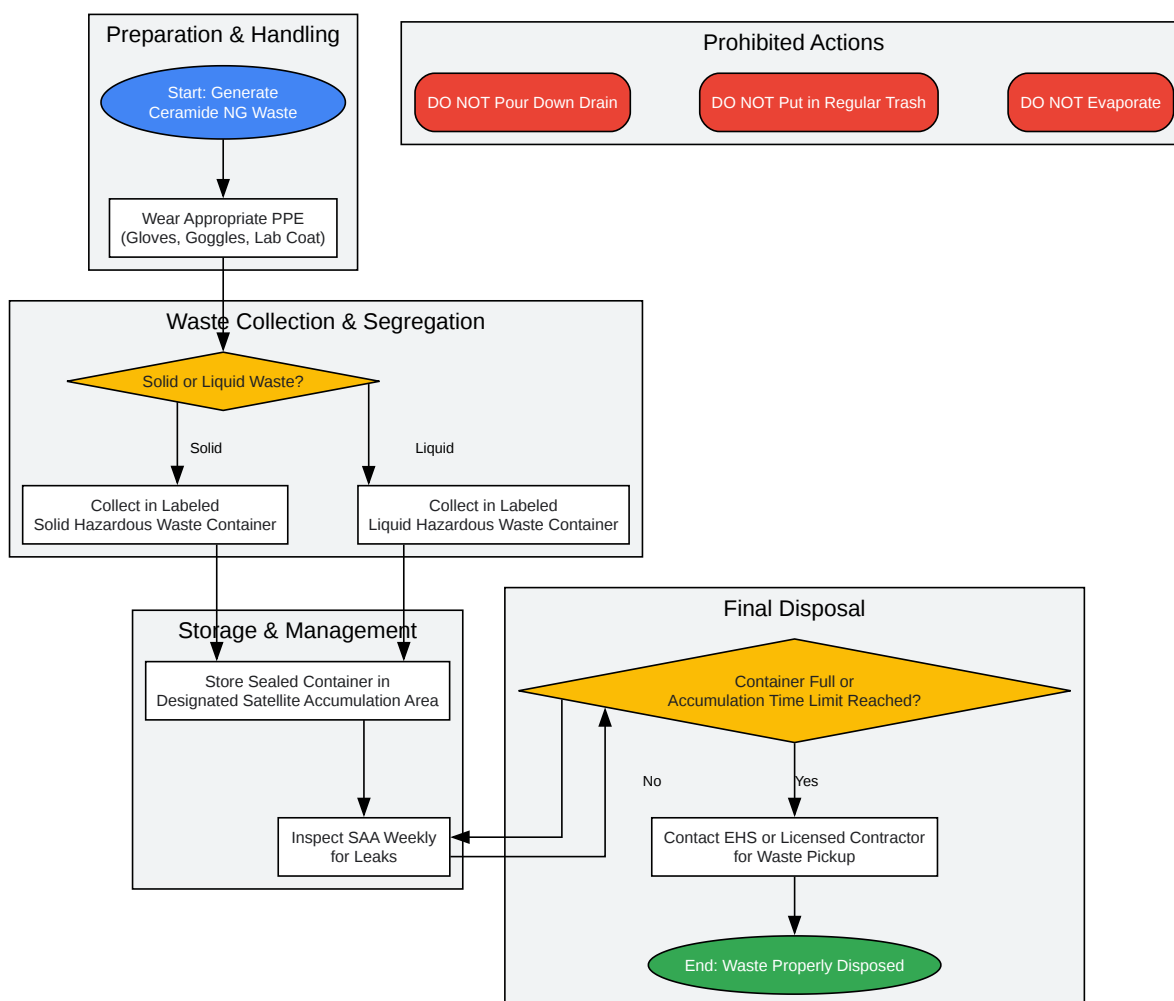 Preparation & Handling
Start: Generate
Ceramide NG Waste
Wear Appropriate PPE
(Gloves, Goggles, Lab Coat)
Prohibited Actions
DO NOT Pour Down Drain
DO NOT Put in Regular Trash
DO NOT Evaporate
Waste Collection & Segregation
Solid or Liquid Waste?
Solid
Liquid
Collect in Labeled
Solid Hazardous Waste Container
Collect in Labeled
Liquid Hazardous Waste Container
Storage & Management
Store Sealed Container in
Designated Satellite Accumulation Area
Inspect SAA Weekly
for Leaks
Final Disposal
Container Full or
Accumulation Time Limit Reached?
No
Yes
Contact EHS or Licensed Contractor
for Waste Pickup
End: Waste Properly Disposed